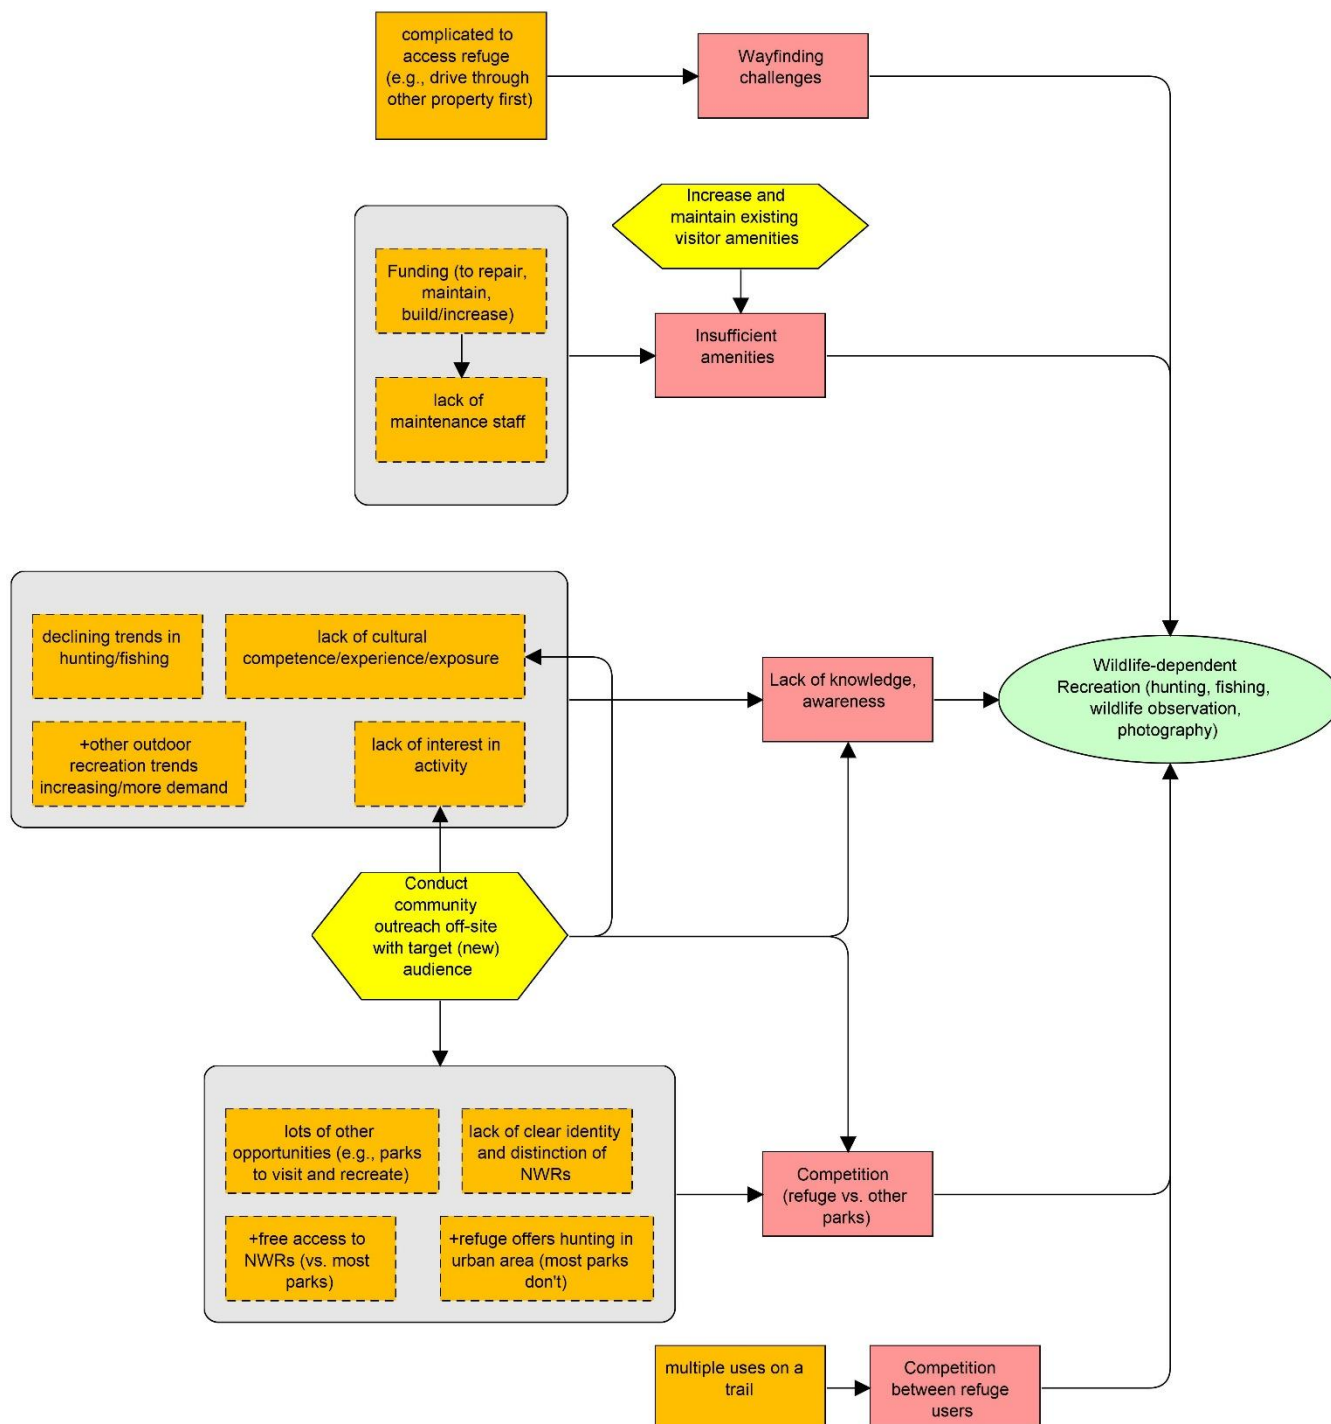 complicated to
access refuge
(e.g., drive through
other property first)
Wayfinding
challenges
Increase and
maintain existing
visitor amenities
Funding (to repair,
maintain,
build/increase)
Insufficient
amenities
lack of
maintenance staff
declining trends in
hunting/fishing
lack of cultural
competence/experience/exposure
Lack of knowledge,
awareness
Wildlife-dependent
Recreation (hunting, fishing,
wildlife observation,
photography)
+other outdoor
recreation trends
increasing/more demand
lack of interest in
activity
Conduct
community
outreach off-site
with target (new)
audience
lots of other
opportunities (e.g., parks
to visit and recreate)
lack of clear identity
and distinction of
NWRs
Competition
(refuge vs. other
parks)
+free access to
NWRs (vs. most
parks)
+refuge offers hunting in
urban area (most parks
don't)
multiple uses on a
trail
Competition
between refuge
users